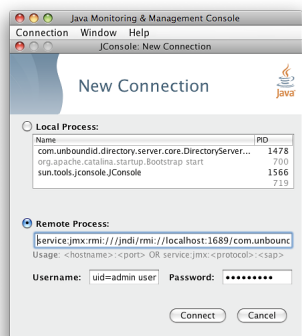 Java Monitoring & Management Console
Connection Window Help
JConsole: New Connection
New Connection
Java
Local Process:
Name PID
com.unboundid.directory.server.core.DirectoryServer... 1478
org.apache.catalina.startup.Bootstrap start 700
sun.tools.jconsole.JConsole 1566
719
Remote Process:
service:jmx:rmi:///jndi/rmi://localhost:1689/com.unbounc
Usage: <hostname>:<port> OR service:jmx:<protocol>:<sap>
Username: uid=admin user Password: •••••••••
Connect Cancel